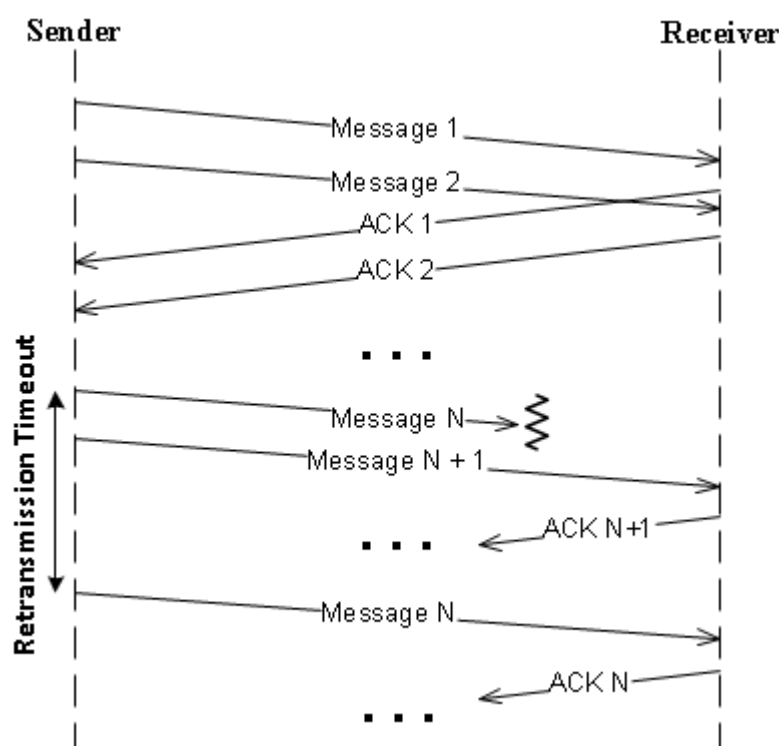 Sender
Receiver
Message 1
Message 2
ACK 1
ACK 2
. . .
Retransmission Timeout
Message N
Message N + 1
ACK N+1
. . .
Message N
ACK N
. . .